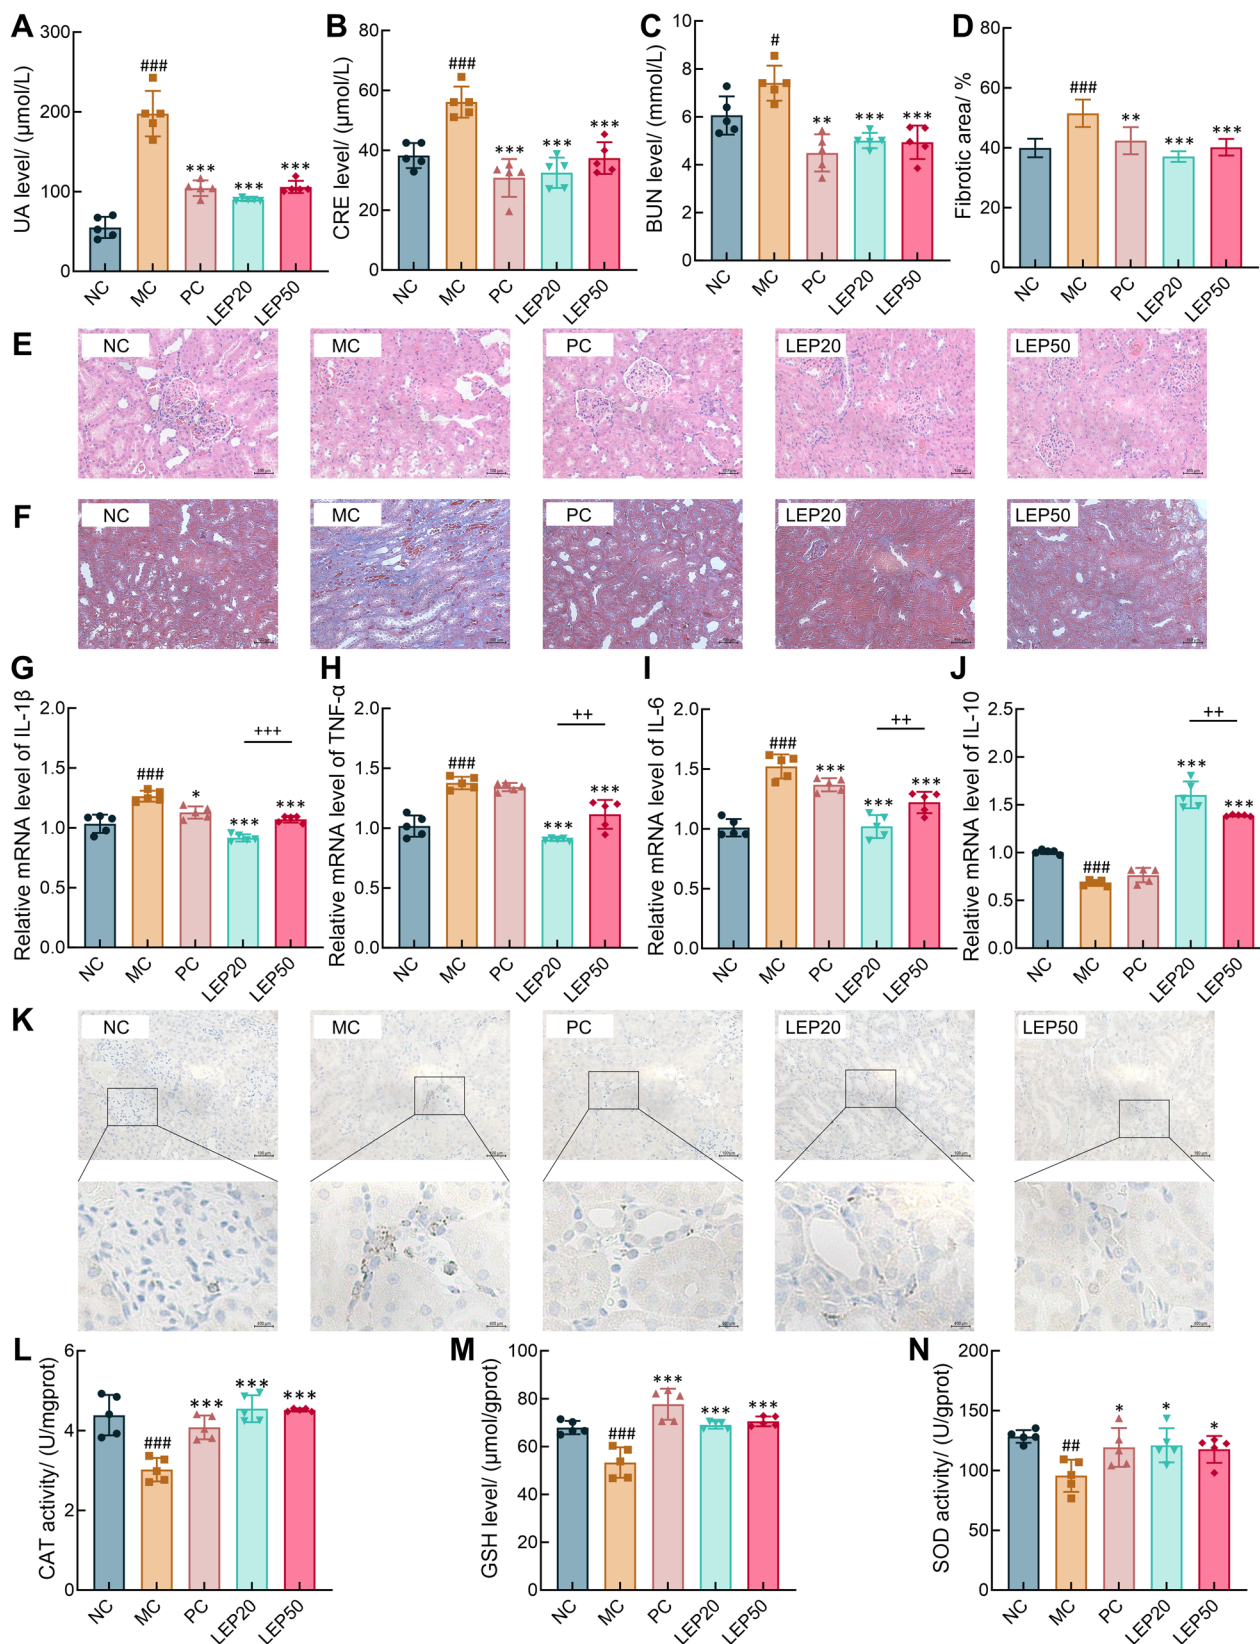 A
UA level/ (μmol/L)
300
200
100
0
###
***
***
***
NC
MC
PC
LEP20
LEP50
B
CRE level/ (μmol/L)
80
60
40
20
0
###
***
***
***
NC
MC
PC
LEP20
LEP50
C
BUN level/ (mmol/L)
10
8
6
4
2
0
#
**
***
***
NC
MC
PC
LEP20
LEP50
D
Fibrotic area/ %
80
60
40
20
0
###
**
***
***
NC
MC
PC
LEP20
LEP50
E
NC
MC
PC
LEP20
LEP50
F
NC
MC
PC
LEP20
LEP50
G
Relative mRNA level of IL-1β
2.0
1.5
1.0
0.5
0.0
###
*
***
***
+++
NC
MC
PC
LEP20
LEP50
H
Relative mRNA level of TNF-α
2.0
1.5
1.0
0.5
0.0
###
***
***
++
NC
MC
PC
LEP20
LEP50
I
Relative mRNA level of IL-6
2.0
1.5
1.0
0.5
0.0
###
***
***
***
++
NC
MC
PC
LEP20
LEP50
J
Relative mRNA level of IL-10
2.5
2.0
1.5
1.0
0.5
0.0
###
***
***
++
NC
MC
PC
LEP20
LEP50
K
NC
MC
PC
LEP20
LEP50
L
CAT activity/ (U/mgprot)
6
4
2
0
###
***
***
***
NC
MC
PC
LEP20
LEP50
M
GSH level/ (μmol/gprot)
100
80
60
40
20
0
###
***
***
***
NC
MC
PC
LEP20
LEP50
N
SOD activity/ (U/mgprot)
200
150
100
50
0
##
*
*
*
NC
MC
PC
LEP20
LEP50